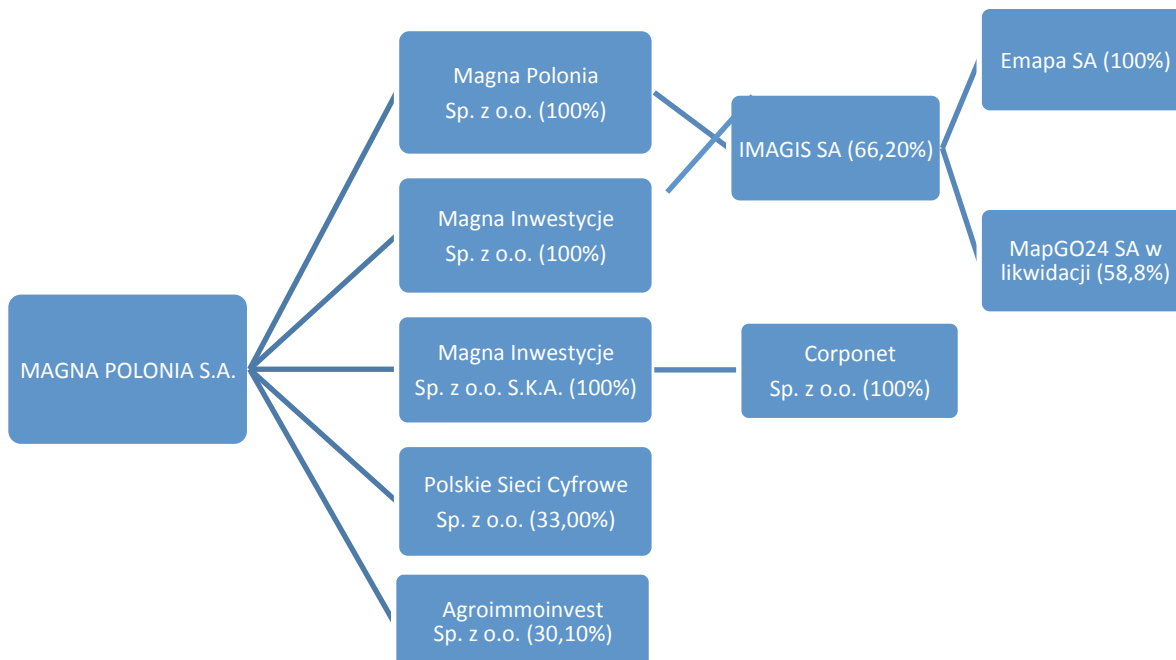 MAGNA POLONIA S.A.
Magna Polonia
Sp. z o.o. (100%)
Magna Inwestycje
Sp. z o.o. (100%)
Magna Inwestycje
Sp. z o.o. S.K.A. (100%)
Polskie Sieci Cyfrowe
Sp. z o.o. (33,00%)
Agroimmoinvest
Sp. z o.o. (30,10%)
IMAGIS SA (66,20%)
Corponet
Sp. z o.o. (100%)
Emapa SA (100%)
MapGO24 SA w
likwidacji (58,8%)